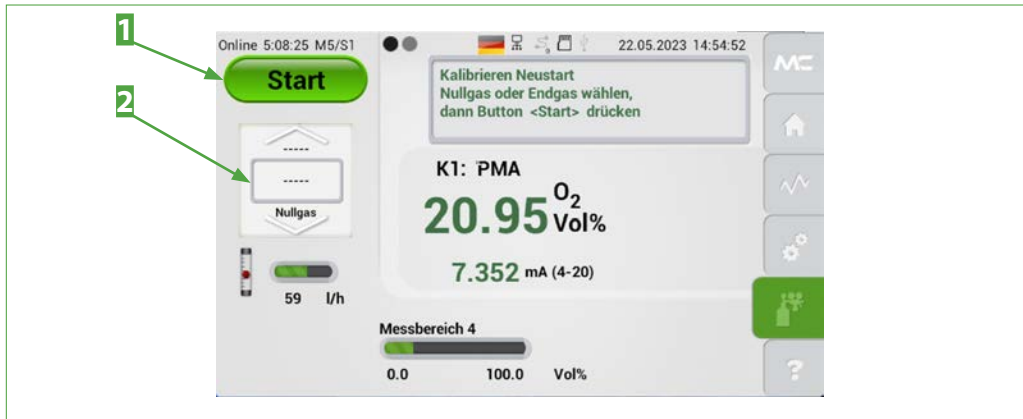 1
Online 5:08:25 M5/S1
22.05.2023 14:54:52
MC
Start
Kalibrieren Neustart
Nullgas oder Endgas wählen,
dann Button <Start> drücken
2
-----
-----
Nullgas
K1: PMA
20.95 O2 Vol%
7.352 mA (4-20)
59 l/h
Messbereich 4
0.0 100.0 Vol%
?